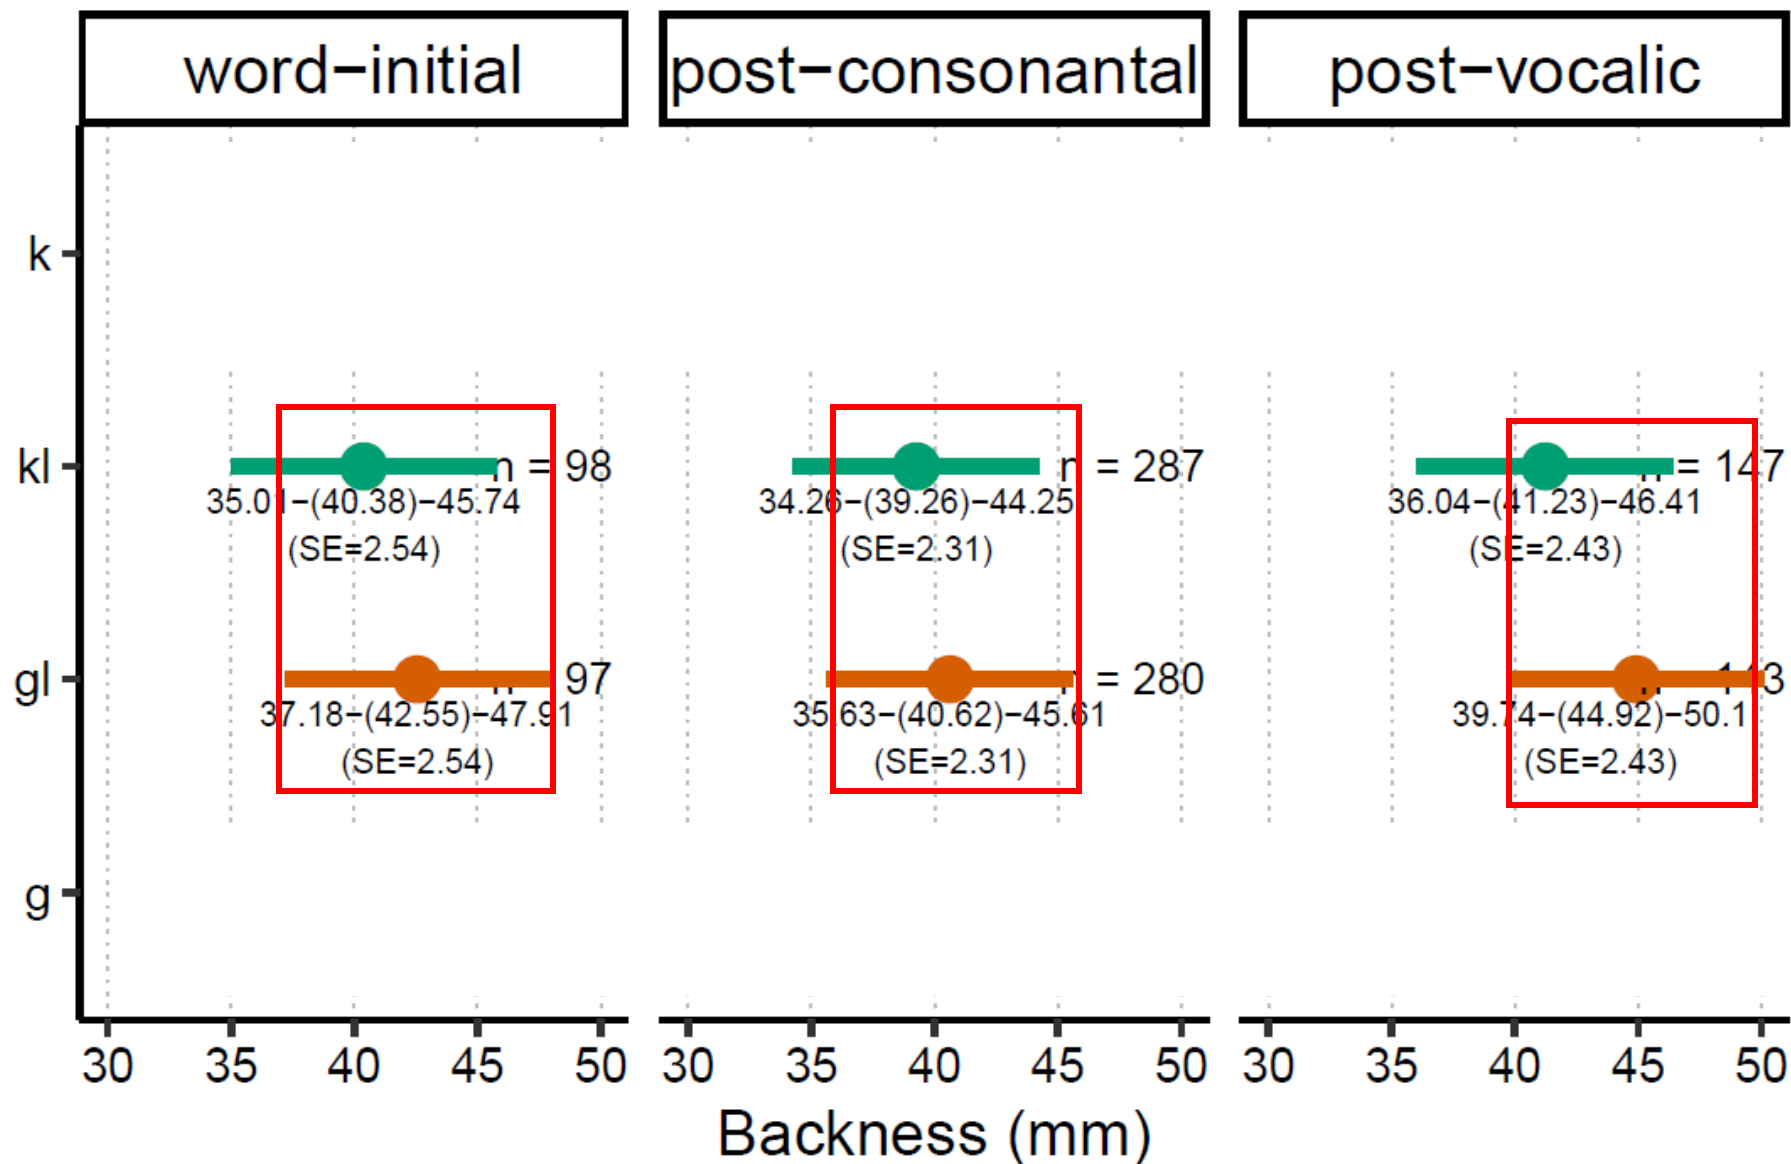 word−initial post−consonantal post−vocalic
k
kl
n = 98
35.01−(40.38)−45.74
(SE=2.54)
n = 287
34.26−(39.26)−44.25
(SE=2.31)
n = 147
36.04−(41.23)−46.41
(SE=2.43)
gl
97
37.18−(42.55)−47.91
(SE=2.54)
n = 280
35.63−(40.62)−45.61
(SE=2.31)
143
39.74−(44.92)−50.1
(SE=2.43)
g
30 35 40 45 50 30 35 40 45 50 30 35 40 45 50
Backness (mm)